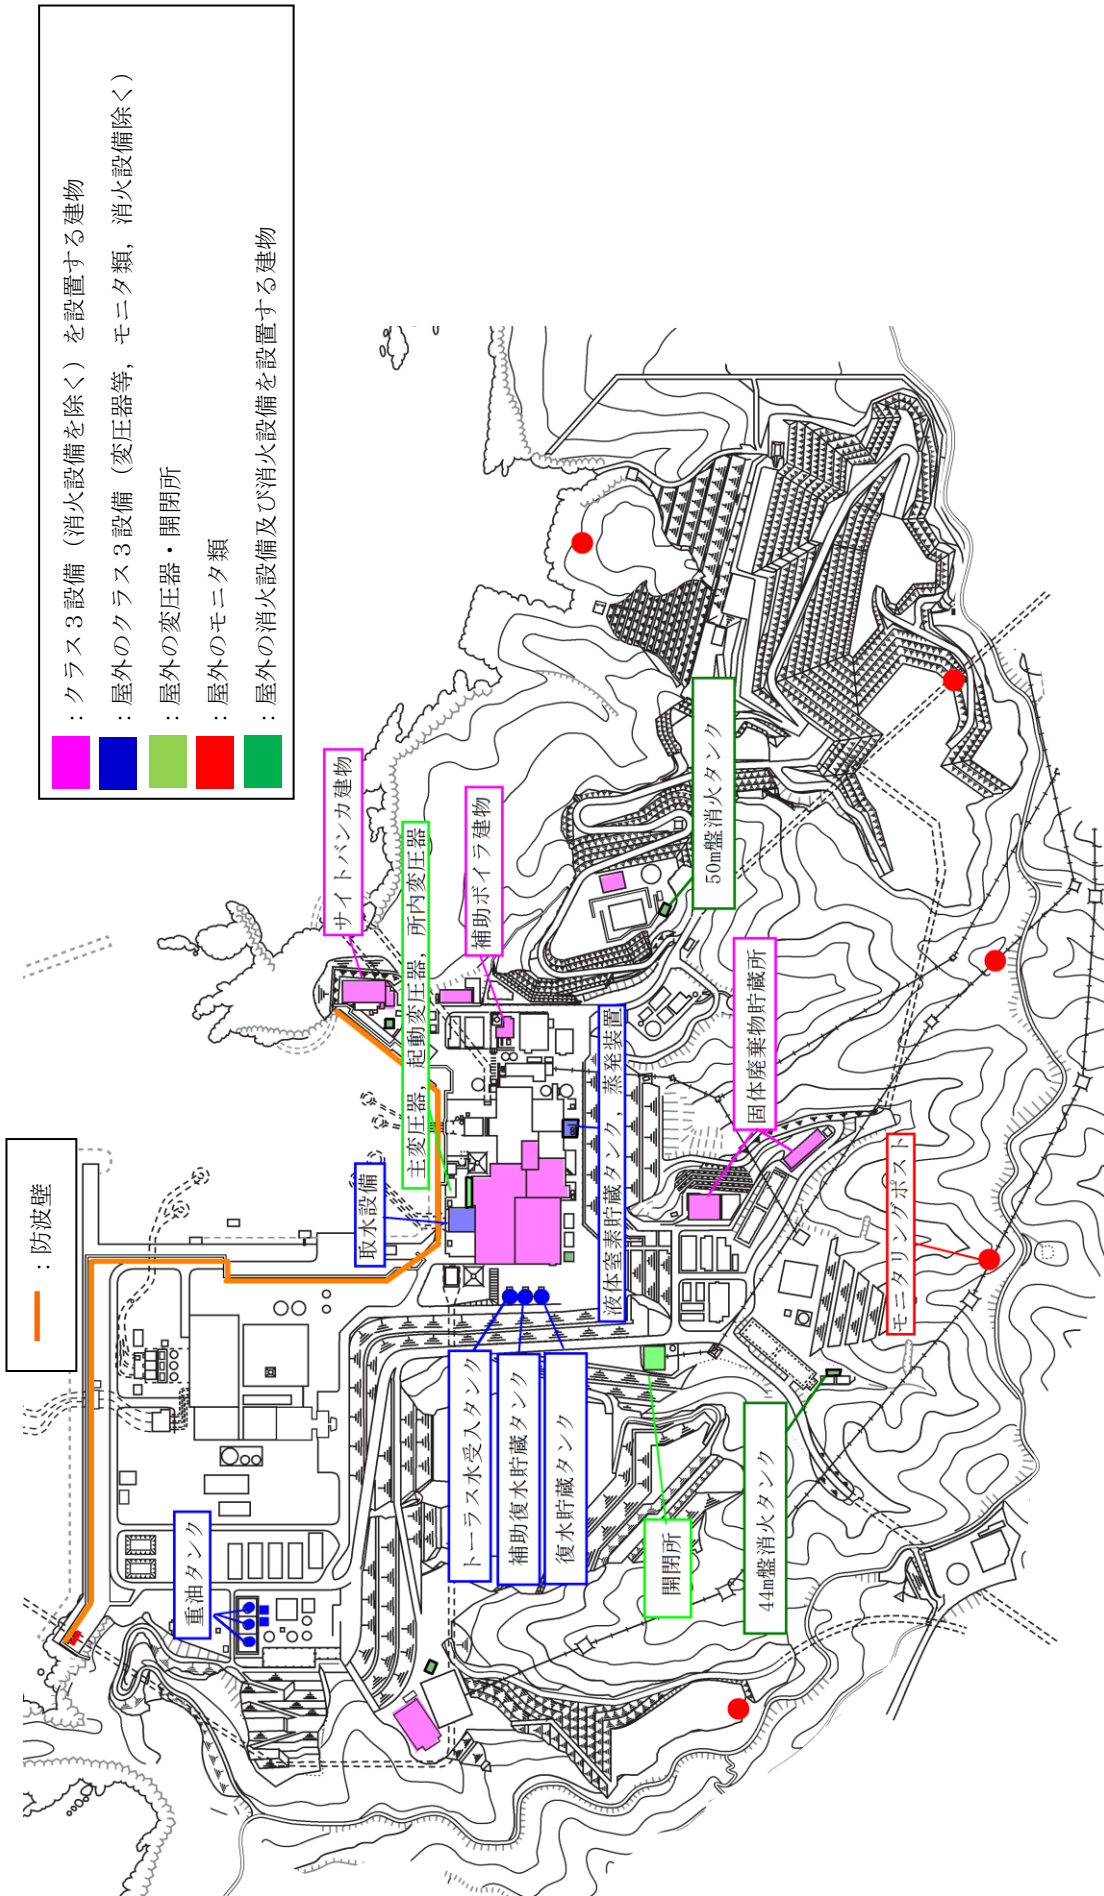 ：クラス３設備（消火設備を除く）を設置する建物
：屋外のクラス３設備（変圧器等，モニタ類，消火設備除く）
：屋外の変圧器・開閉所
：屋外のモニタ類
：屋外の消火設備及び消火設備を設置する建物
：防波壁
サイトバンカ建物
主変圧器，起動変圧器，所内変圧器
補助ボイラ建物
50m盤消火タンク
取水設備
液体窒素貯蔵タンク，蒸発装置
固体廃棄物貯蔵所
モニタリングポスト
重油タンク
トーラス水受入タンク
補助復水貯蔵タンク
復水貯蔵タンク
開閉所
44m盤消火タンク